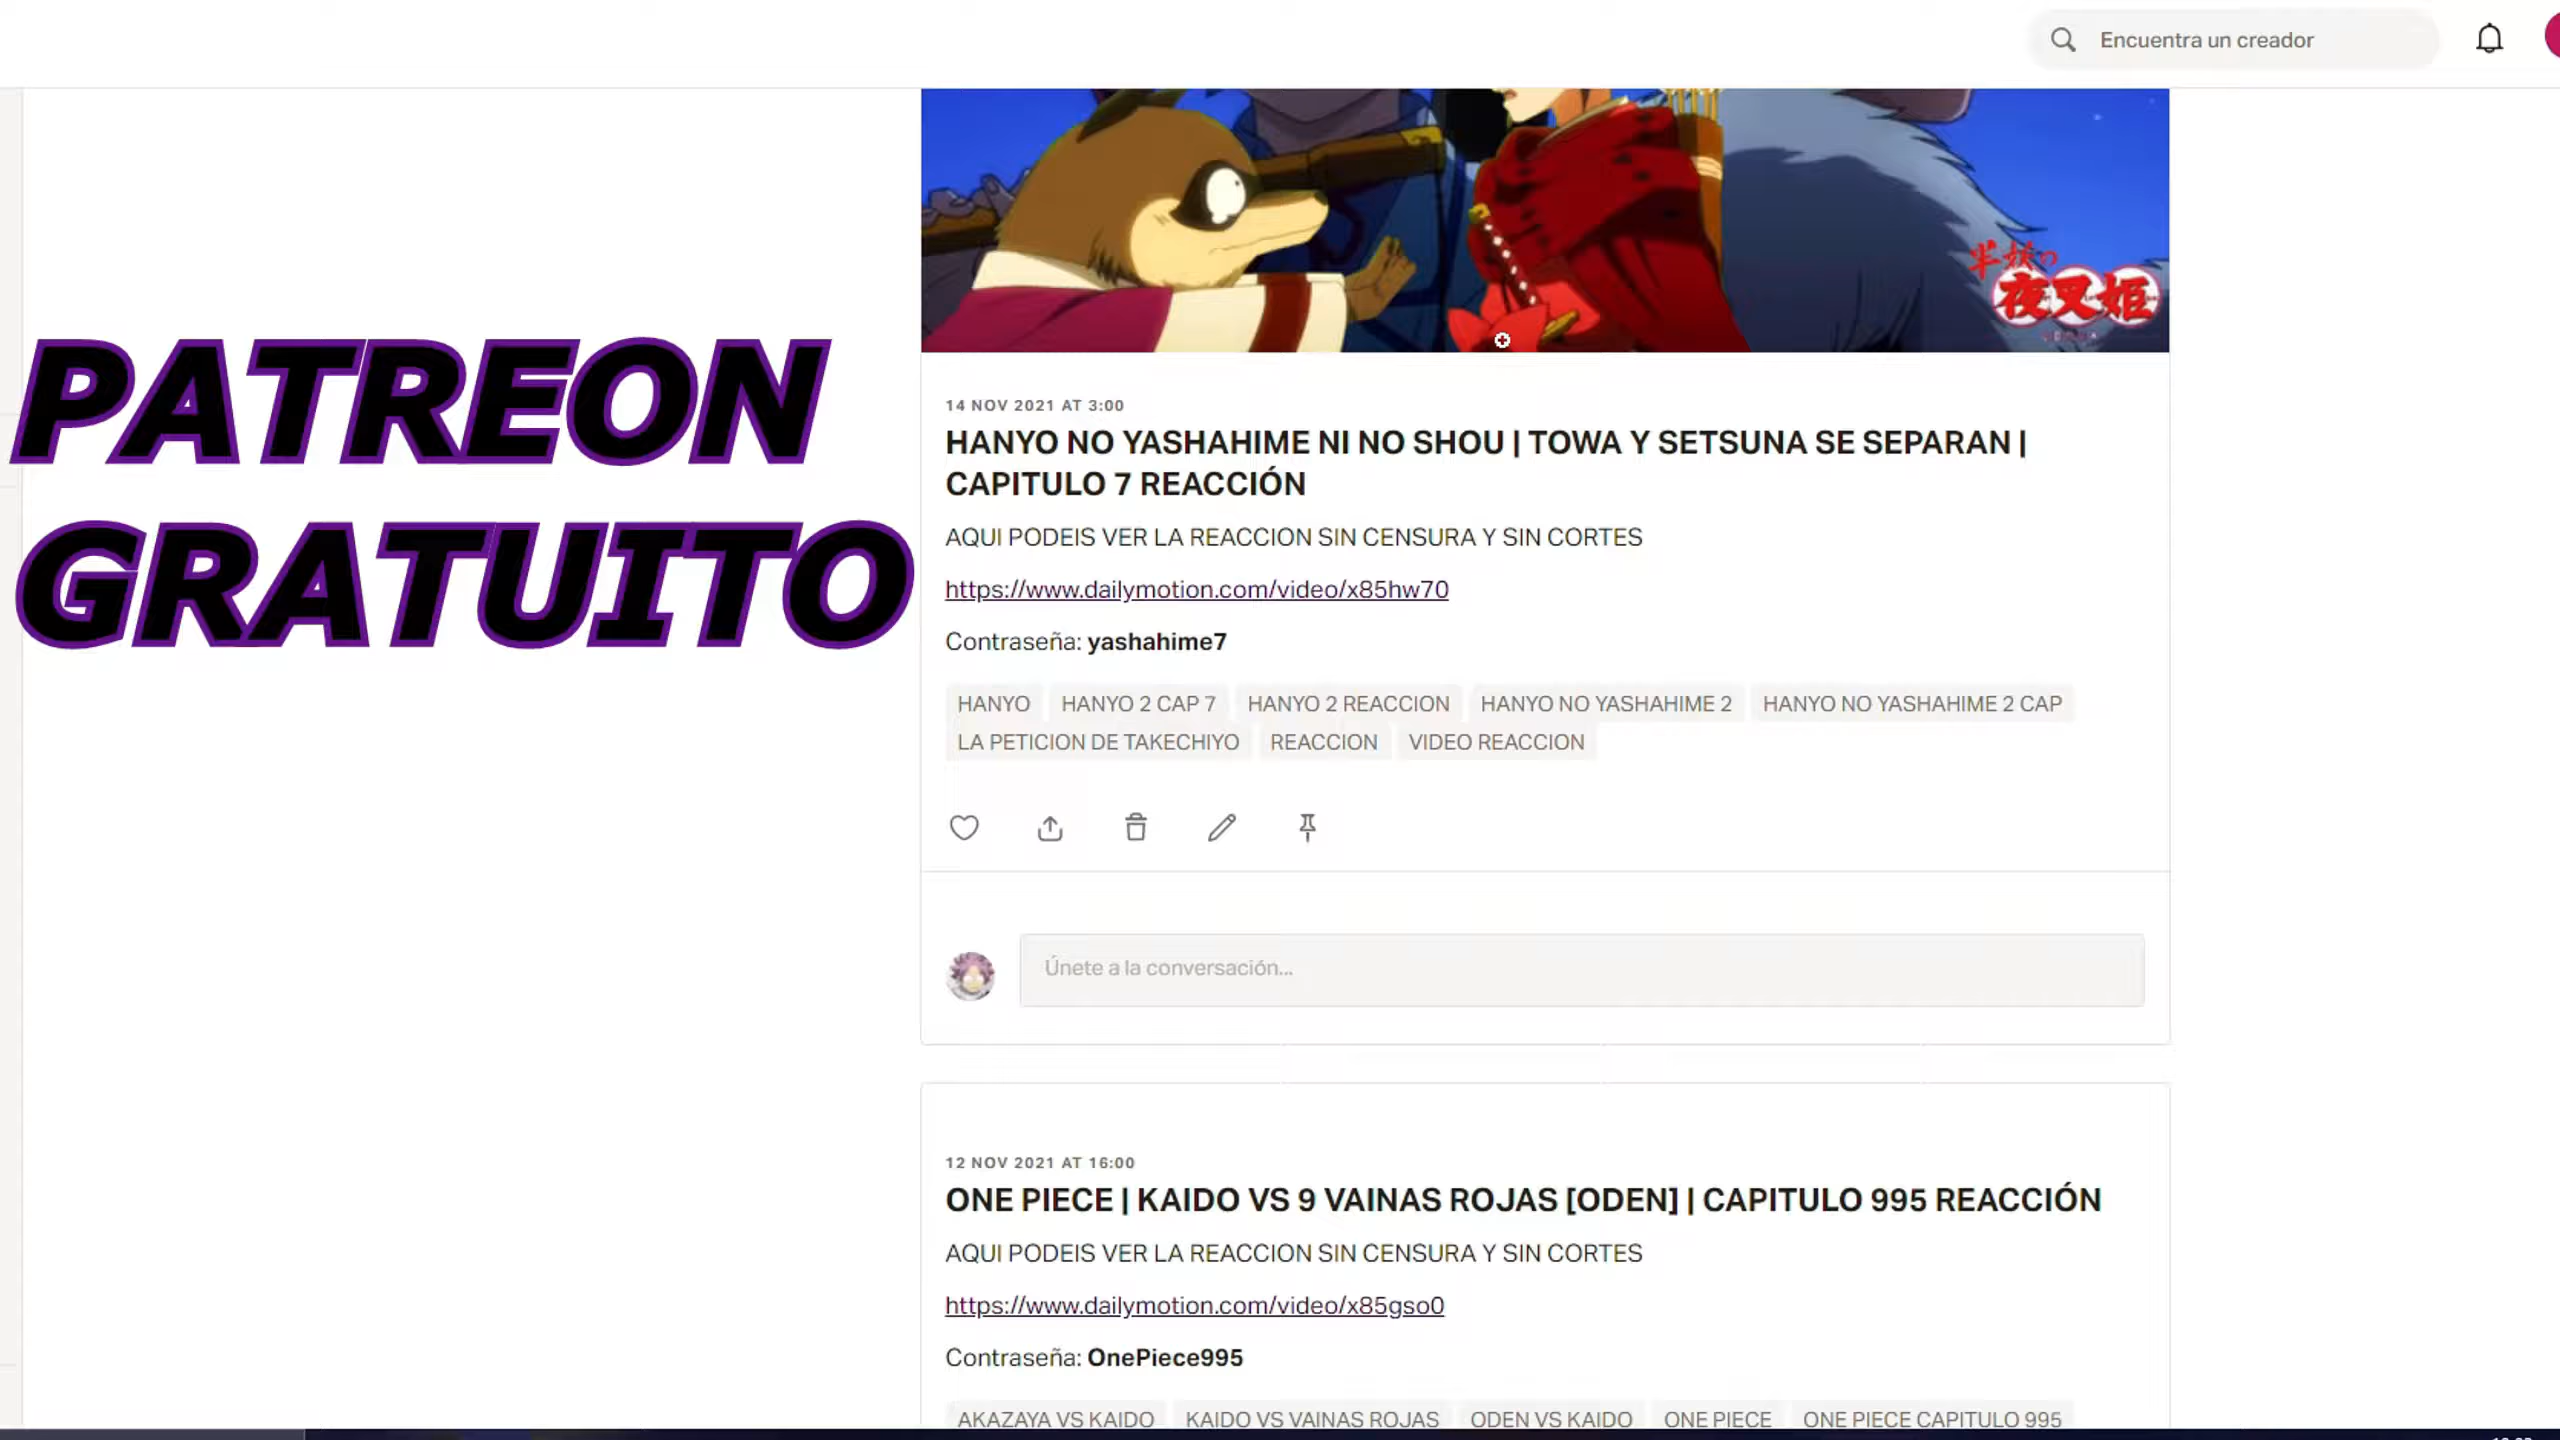 Encuentra un creador
半妖の
夜叉姫
PATREON
GRATUITO
14 NOV 2021 AT 3:00
HANYO NO YASHAHIME NI NO SHOU | TOWA Y SETSUNA SE SEPARAN |
CAPITULO 7 REACCIÓN
AQUI PODEIS VER LA REACCION SIN CENSURA Y SIN CORTES
https://www.dailymotion.com/video/x85hw70
Contraseña: yashahime7
HANYO HANYO 2 CAP 7 HANYO 2 REACCION HANYO NO YASHAHIME 2 HANYO NO YASHAHIME 2 CAP
LA PETICION DE TAKECHIYO REACCION VIDEO REACCION
Únete a la conversación...
12 NOV 2021 AT 16:00
ONE PIECE | KAIDO VS 9 VAINAS ROJAS [ODEN] | CAPITULO 995 REACCIÓN
AQUI PODEIS VER LA REACCION SIN CENSURA Y SIN CORTES
https://www.dailymotion.com/video/x85gso0
Contraseña: OnePiece995
AKAZAYA VS KAIDO KAIDO VS VAINAS ROJAS ODEN VS KAIDO ONE PIECE ONE PIECE CAPITULO 995